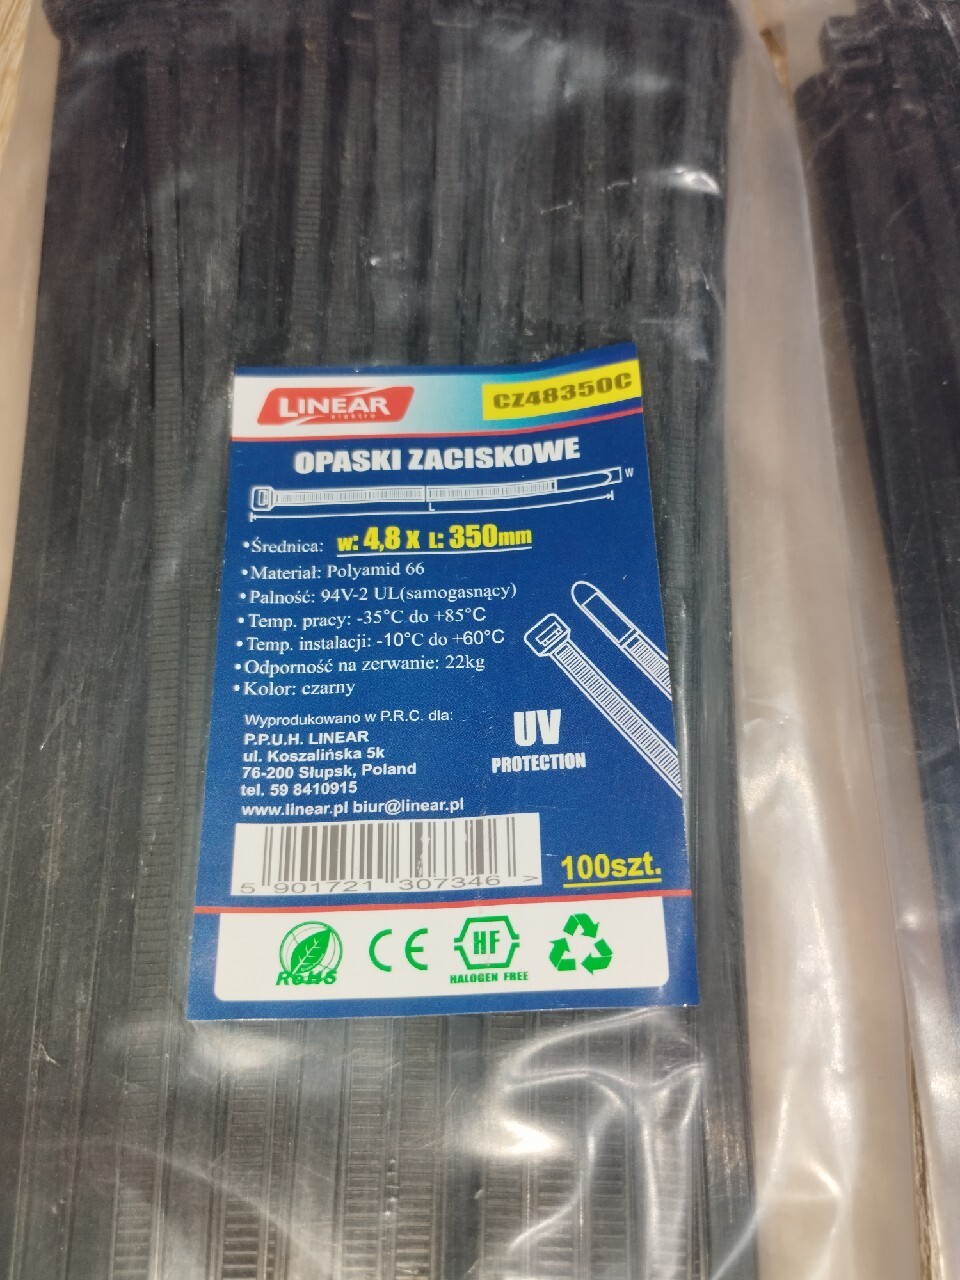 LINEAR
elektro
CZ48350C
OPASKI ZACISKOWE
W
L
•Średnica: w: 4,8 x L: 350mm
•Materiał: Polyamid 66
•Palność: 94V-2 UL(samogasnący)
•Temp. pracy: -35°C do +85°C
•Temp. instalacji: -10°C do +60°C
•Odporność na zerwanie: 22kg
•Kolor: czarny
Wyprodukowano w P.R.C. dla:
P.P.U.H. LINEAR
ul. Koszalińska 5k
76-200 Słupsk, Poland
tel. 59 8410915
www.linear.pl biur@linear.pl
UV
PROTECTION
5 901721 307346 >
100szt.
RoHS
CE
HF
HALOGEN FREE